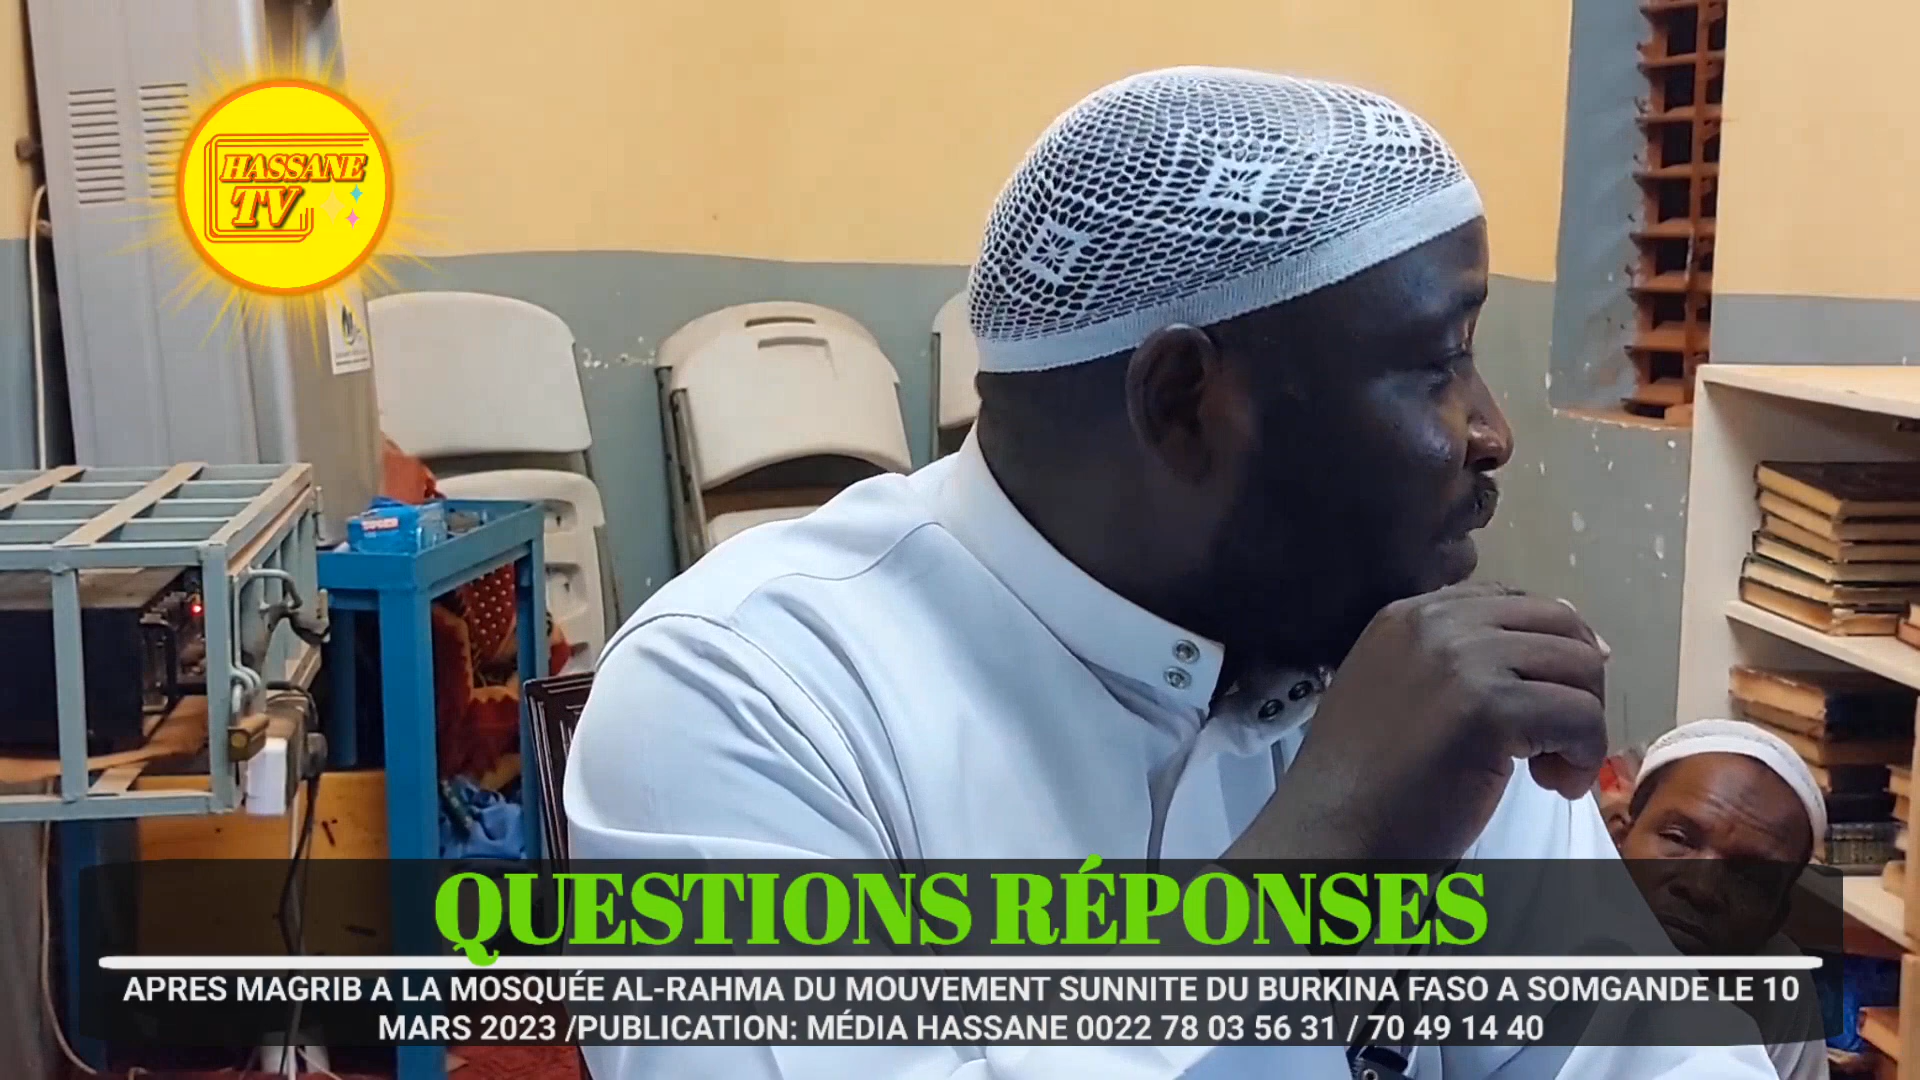 HASSANE
TV
QUESTIONS RÉPONSES
APRES MAGRIB A LA MOSQUÉE AL-RAHMA DU MOUVEMENT SUNNITE DU BURKINA FASO A SOMGANDE LE 10
MARS 2023 /PUBLICATION: MÉDIA HASSANE 0022 78 03 56 31 / 70 49 14 40